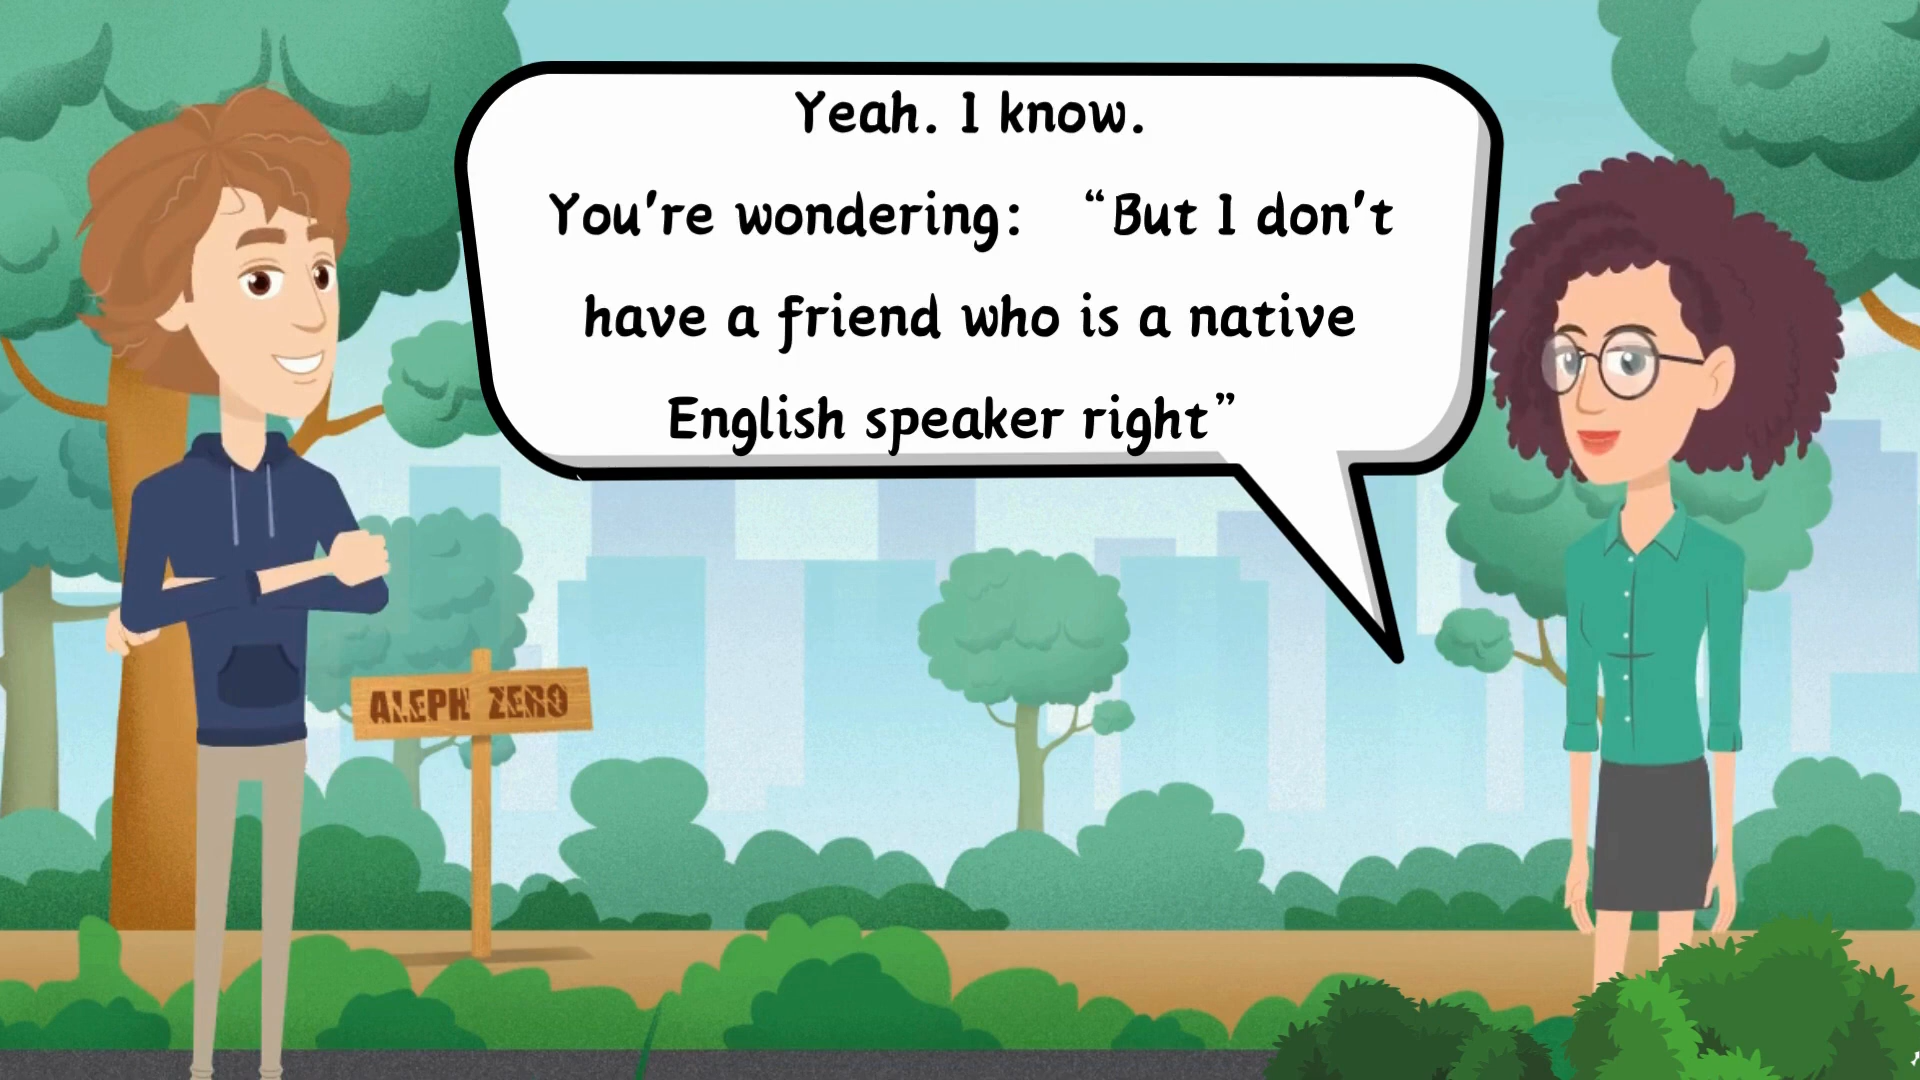 Yeah. I know.
You're wondering: “But I don't
have a friend who is a native
English speaker right”
ALEPH ZERO